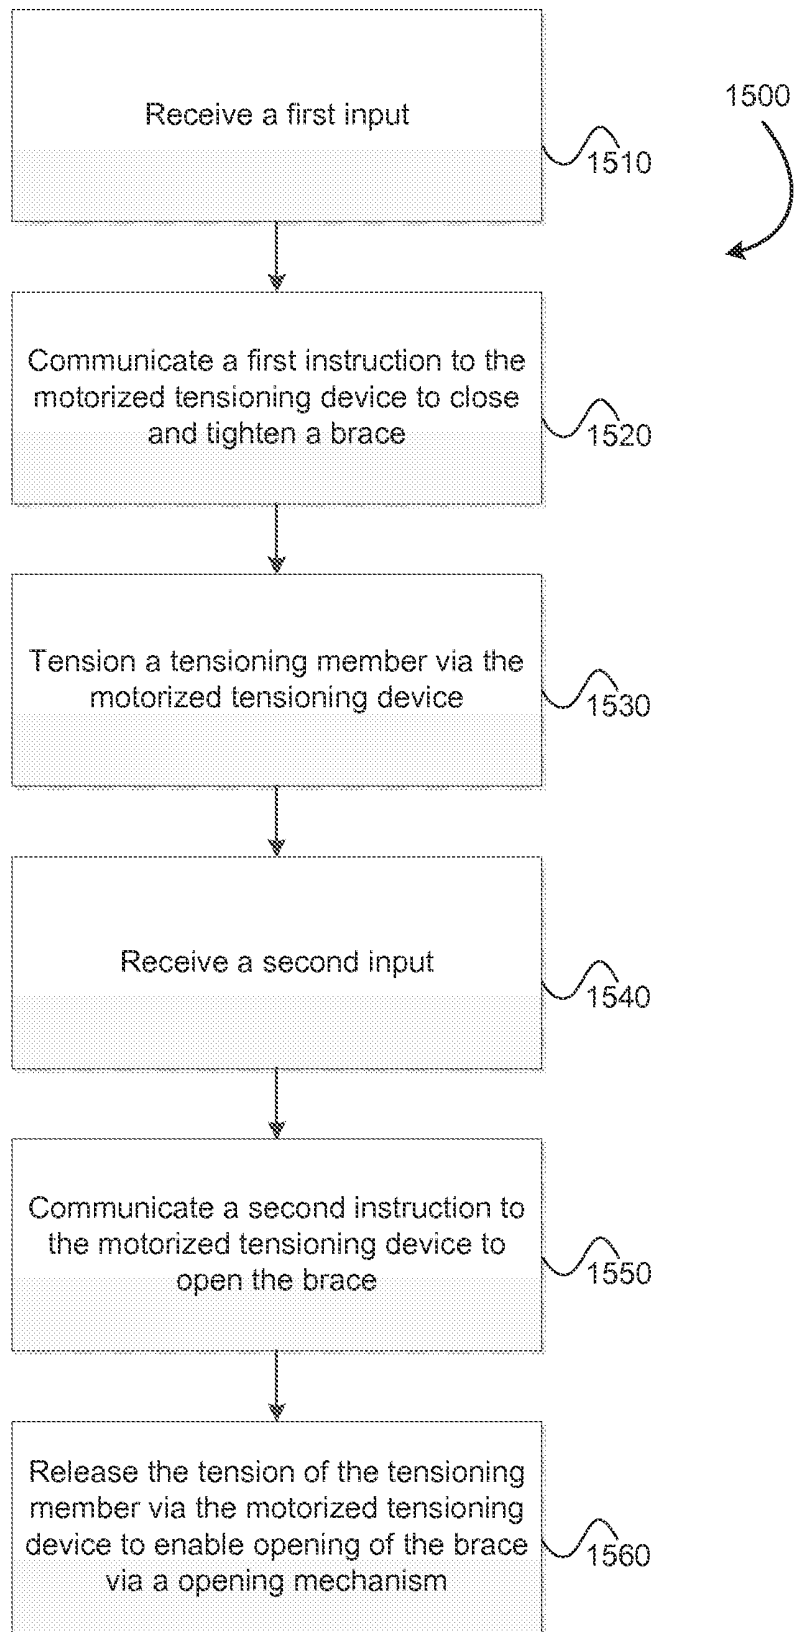 Receive a first input
1500
1510
Communicate a first instruction to the
motorized tensioning device to close
and tighten a brace
1520
Tension a tensioning member via the
motorized tensioning device
1530
Receive a second input
1540
Communicate a second instruction to
the motorized tensioning device to
open the brace
1550
Release the tension of the tensioning
member via the motorized tensioning
device to enable opening of the brace
via a opening mechanism
1560